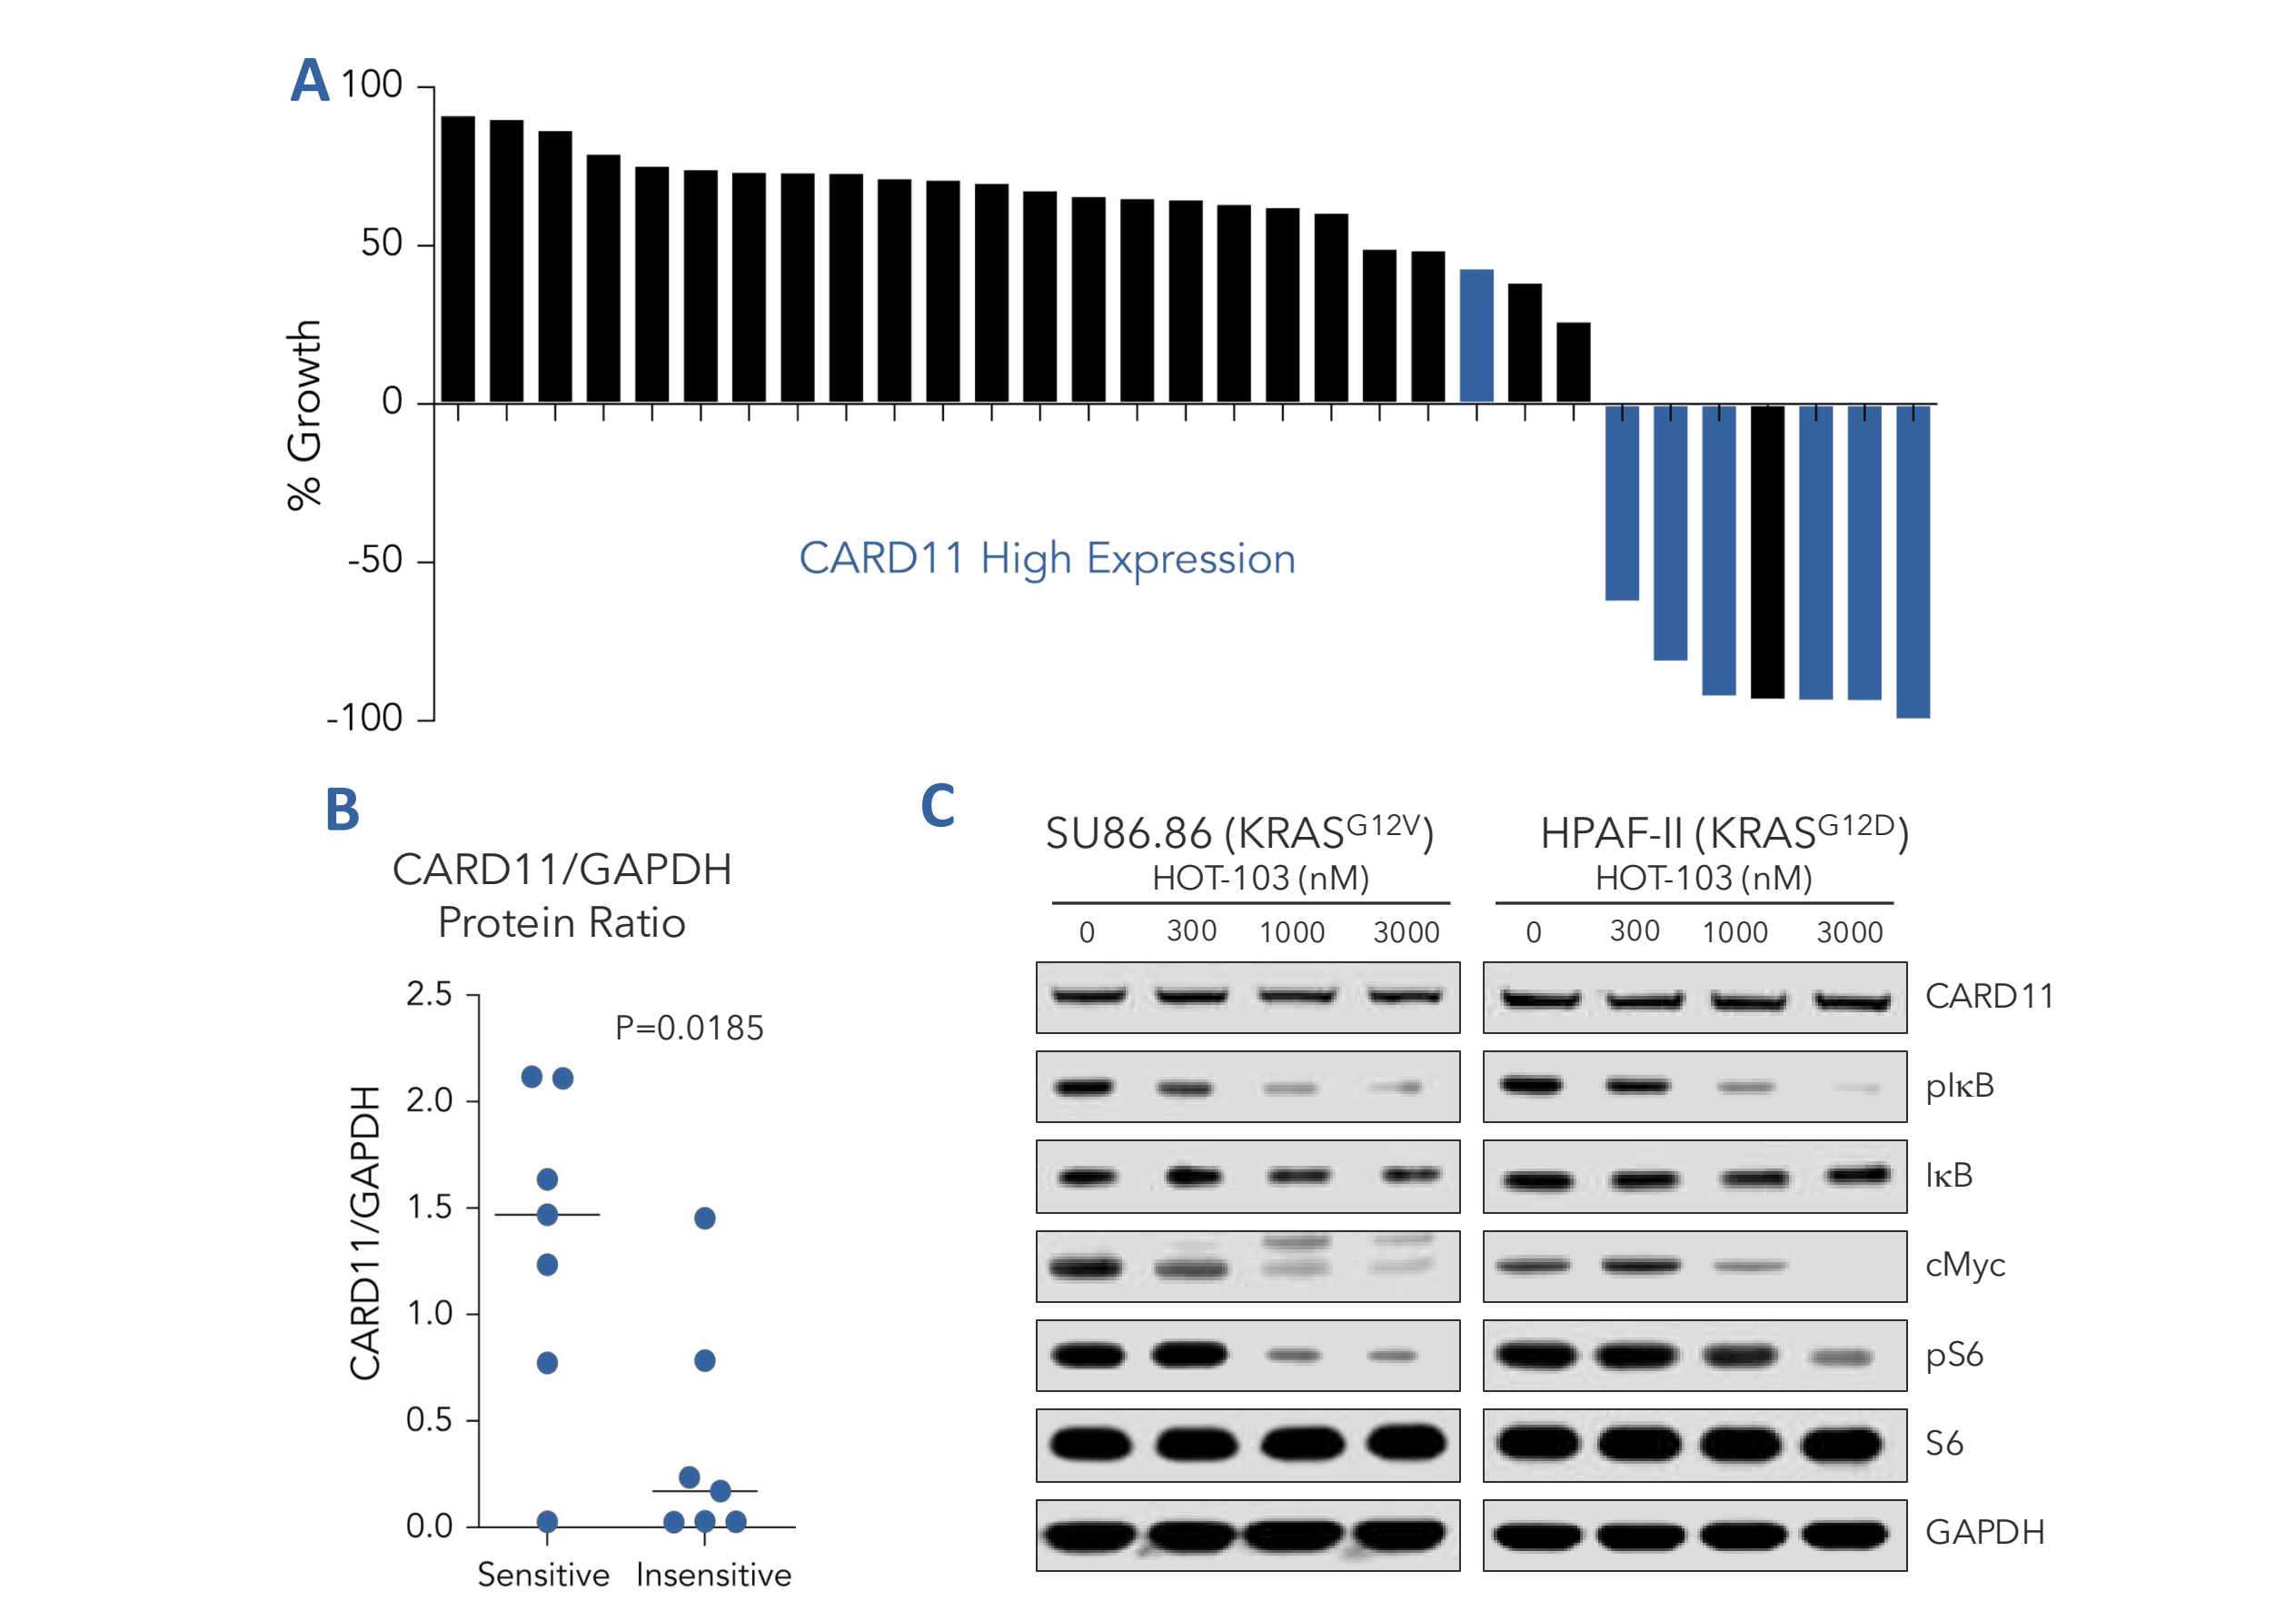 A
100
50
0
-50
-100
% Growth
CARD11 High Expression
B
CARD11/GAPDH
Protein Ratio
2.5
2.0
1.5
1.0
0.5
0.0
CARD11/GAPDH
P=0.0185
Sensitive Insensitive
C
SU86.86 (KRASG12V)
HOT-103 (nM)
0 300 1000 3000
HPAF-II (KRASG12D)
HOT-103 (nM)
0 300 1000 3000
CARD11
pIκB
IκB
cMyc
pS6
S6
GAPDH